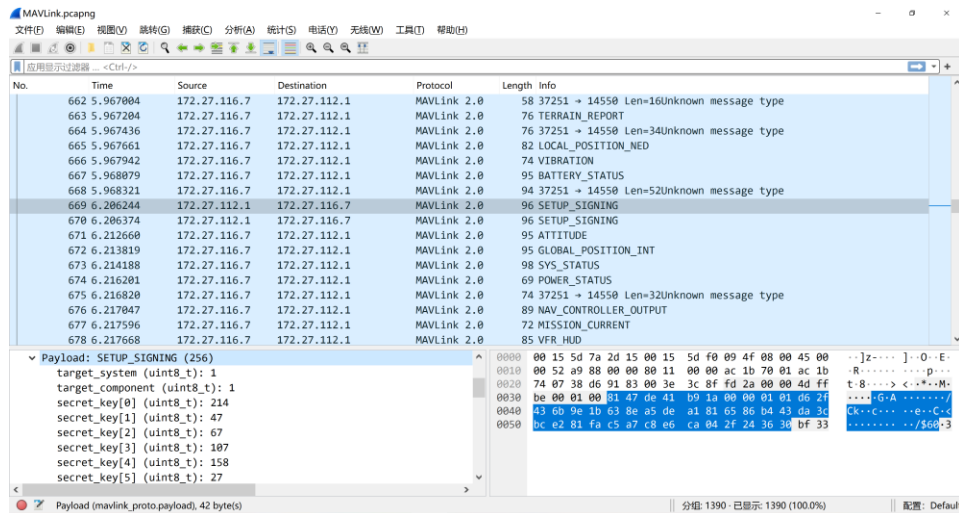 MAVLink.pcapng
文件(F) 编辑(E) 视图(V) 跳转(G) 捕获(C) 分析(A) 统计(S) 电话(Y) 无线(W) 工具(T) 帮助(H)
应用显示过滤器 … <Ctrl-/>
No. Time Source Destination Protocol Length Info
662 5.967004 172.27.116.7 172.27.112.1 MAVLink 2.0 58 37251 → 14550 Len=16Unknown message type
663 5.967204 172.27.116.7 172.27.112.1 MAVLink 2.0 76 TERRAIN_REPORT
664 5.967436 172.27.116.7 172.27.112.1 MAVLink 2.0 76 37251 → 14550 Len=34Unknown message type
665 5.967661 172.27.116.7 172.27.112.1 MAVLink 2.0 82 LOCAL_POSITION_NED
666 5.967942 172.27.116.7 172.27.112.1 MAVLink 2.0 74 VIBRATION
667 5.968079 172.27.116.7 172.27.112.1 MAVLink 2.0 95 BATTERY_STATUS
668 5.968321 172.27.116.7 172.27.112.1 MAVLink 2.0 94 37251 → 14550 Len=52Unknown message type
669 6.206244 172.27.112.1 172.27.116.7 MAVLink 2.0 96 SETUP_SIGNING
670 6.206374 172.27.112.1 172.27.116.7 MAVLink 2.0 96 SETUP_SIGNING
671 6.212660 172.27.116.7 172.27.112.1 MAVLink 2.0 95 ATTITUDE
672 6.213819 172.27.116.7 172.27.112.1 MAVLink 2.0 95 GLOBAL_POSITION_INT
673 6.214188 172.27.116.7 172.27.112.1 MAVLink 2.0 98 SYS_STATUS
674 6.216201 172.27.116.7 172.27.112.1 MAVLink 2.0 69 POWER_STATUS
675 6.216820 172.27.116.7 172.27.112.1 MAVLink 2.0 74 37251 → 14550 Len=32Unknown message type
676 6.217047 172.27.116.7 172.27.112.1 MAVLink 2.0 89 NAV_CONTROLLER_OUTPUT
677 6.217596 172.27.116.7 172.27.112.1 MAVLink 2.0 72 MISSION_CURRENT
678 6.217668 172.27.116.7 172.27.112.1 MAVLink 2.0 85 VFR_HUD
Payload: SETUP_SIGNING (256)
target_system (uint8_t): 1
target_component (uint8_t): 1
secret_key[0] (uint8_t): 214
secret_key[1] (uint8_t): 47
secret_key[2] (uint8_t): 67
secret_key[3] (uint8_t): 107
secret_key[4] (uint8_t): 158
secret_key[5] (uint8_t): 27
0000 00 15 5d 7a 2d 15 00 15 5d f0 09 4f 08 00 45 00 ··]z-··· ]··O··E·
0010 00 52 a9 88 00 00 80 11 00 00 ac 1b 70 01 ac 1b ·R······ ····p···
0020 74 07 38 d6 91 83 00 3e 3c 8f fd 2a 00 00 4d ff t·8····> <··*··M·
0030 be 00 01 00 81 47 de 41 b9 1a 00 00 01 01 d6 2f ·····G·A ·······/
0040 43 6b 9e 1b 63 8e a5 de a1 81 65 86 b4 43 da 3c Ck··c··· ··e··C·<
0050 bc e2 81 fa c5 a7 c8 e6 ca 04 2f 24 36 30 bf 33 ········ ··/$60·3
Payload (mavlink_proto.payload), 42 byte(s)
分组: 1390 · 已显示: 1390 (100.0%)
配置: Defaul